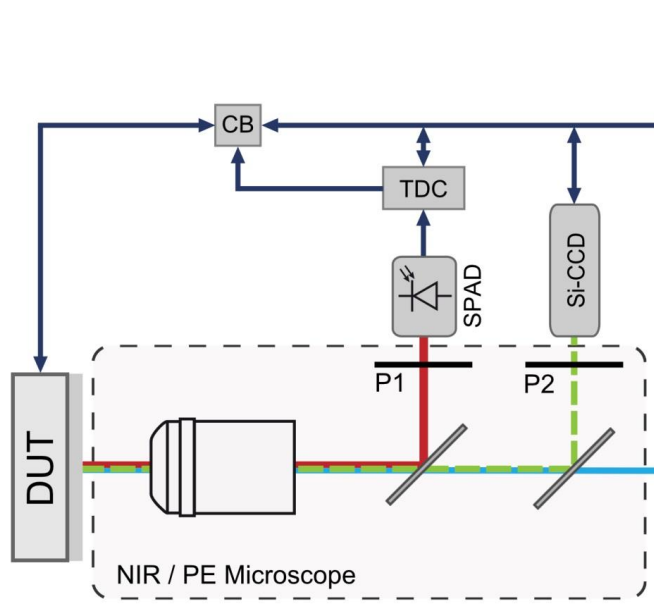 CB
TDC
SPAD
Si-CCD
P1
P2
DUT
NIR / PE Microscope